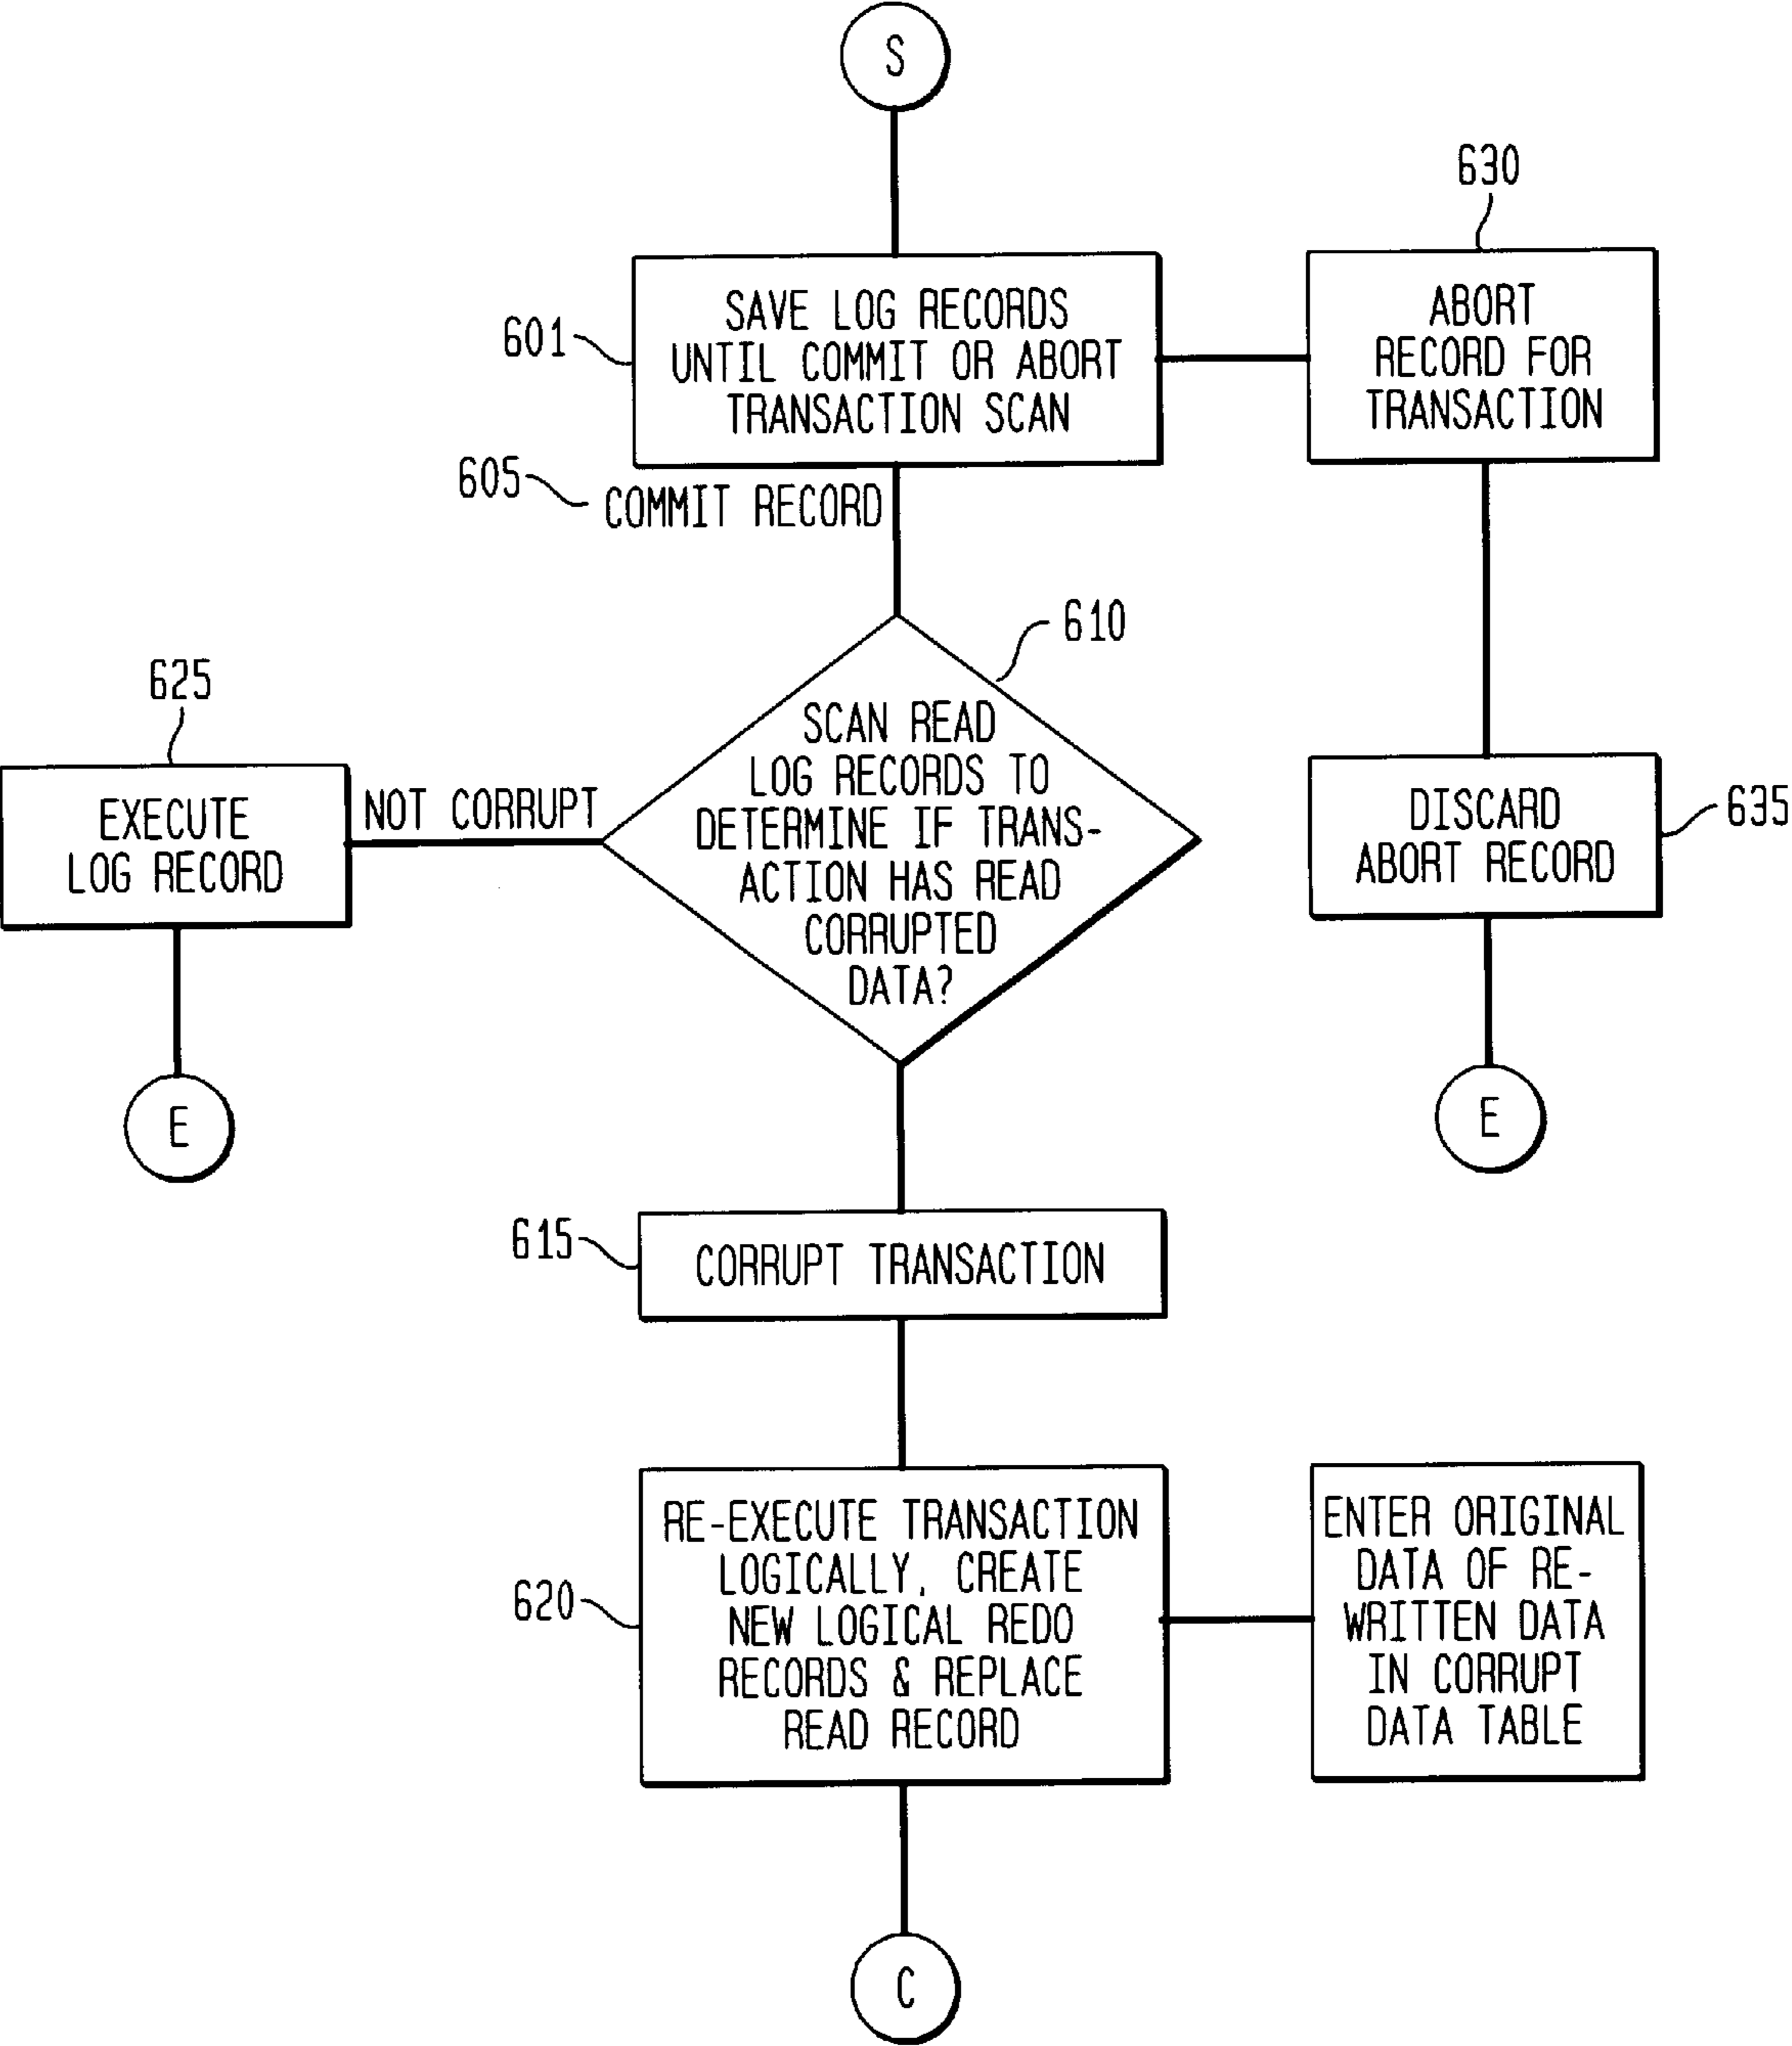 S
630
SAVE LOG RECORDS
UNTIL COMMIT OR ABORT
TRANSACTION SCAN
601
ABORT
RECORD FOR
TRANSACTION
605
COMMIT RECORD
610
SCAN READ
LOG RECORDS TO
DETERMINE IF TRANS-
ACTION HAS READ
CORRUPTED
DATA?
625
NOT CORRUPT
EXECUTE
LOG RECORD
DISCARD
ABORT RECORD
635
E
E
615
CORRUPT TRANSACTION
RE-EXECUTE TRANSACTION
LOGICALLY, CREATE
NEW LOGICAL REDO
RECORDS & REPLACE
READ RECORD
620
ENTER ORIGINAL
DATA OF RE-
WRITTEN DATA
IN CORRUPT
DATA TABLE
C